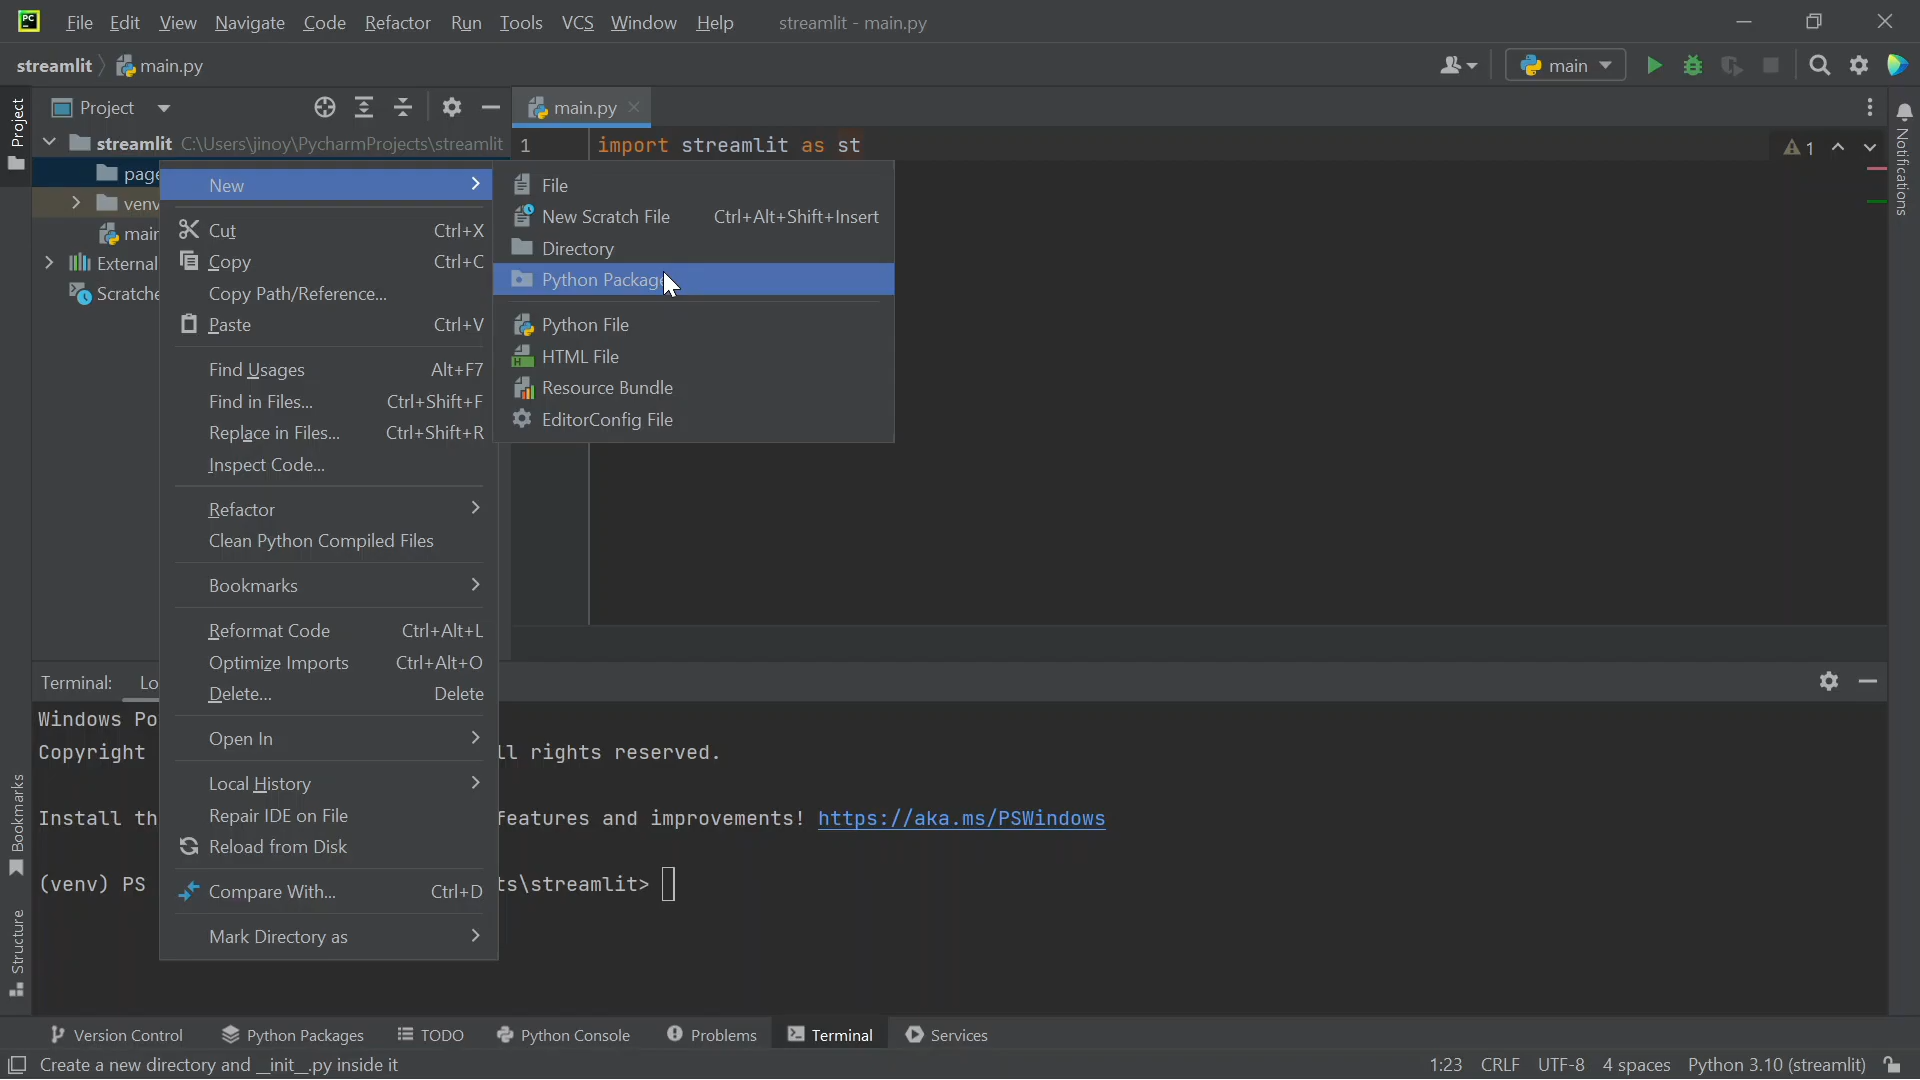 PC File Edit View Navigate Code Refactor Run Tools VCS Window Help streamlit - main.py
streamlit main.py main
Project
Project
main.py
Notifications
streamlit C:\Users\jinoy\PycharmProjects\streamlit
1 import streamlit as st
1
page
venv
mair
External
Scratche
New
Cut Ctrl+X
Copy Ctrl+C
Copy Path/Reference...
Paste Ctrl+V
Find Usages Alt+F7
Find in Files... Ctrl+Shift+F
Replace in Files... Ctrl+Shift+R
Inspect Code...
Refactor
Clean Python Compiled Files
Bookmarks
Reformat Code Ctrl+Alt+L
Optimize Imports Ctrl+Alt+O
Delete... Delete
Open In
Local History
Repair IDE on File
Reload from Disk
Compare With... Ctrl+D
Mark Directory as
File
New Scratch File Ctrl+Alt+Shift+Insert
Directory
Python Package
Python File
HTML File
Resource Bundle
EditorConfig File
Terminal: Lo
Windows Po
Copyright ll rights reserved.
Install th features and improvements! https://aka.ms/PSWindows
(venv) PS ts\streamlit>
Bookmarks
Structure
Version Control Python Packages TODO Python Console Problems Terminal Services
Create a new directory and __init__.py inside it 1:23 CRLF UTF-8 4 spaces Python 3.10 (streamlit)